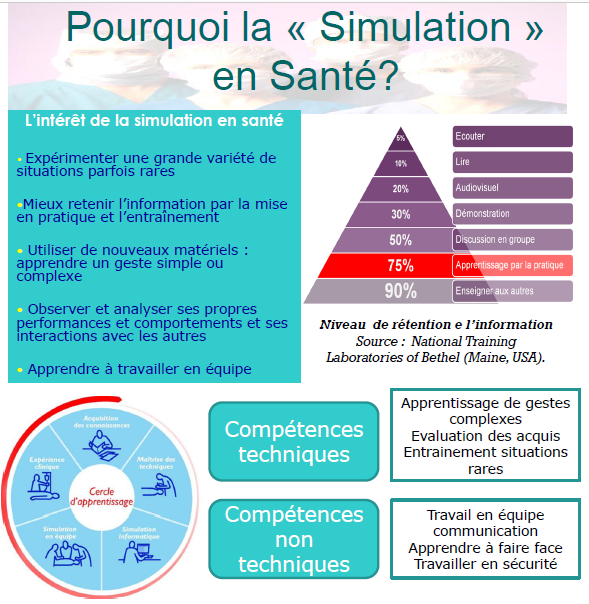 Pourquoi la « Simulation »
en Santé?
L'intérêt de la simulation en santé
• Expérimenter une grande variété de
situations parfois rares
•Mieux retenir l'information par la mise
en pratique et l'entraînement
• Utiliser de nouveaux matériels :
apprendre un geste simple ou
complexe
• Observer et analyser ses propres
performances et comportements et ses
interactions avec les autres
• Apprendre à travailler en équipe
5% Ecouter
10% Lire
20% Audiovisuel
30% Démonstration
50% Discussion en groupe
75% Apprentissage par la pratique
90% Enseigner aux autres
Niveau de rétention e l'information
Source : National Training
Laboratories of Bethel (Maine, USA).
Acquisition
des connaissances
Expérience
clinique
Maîtrise des
techniques
Cercle
d'apprentissage
Simulation
en équipe
Simulation
informatique
Compétences
techniques
Apprentissage de gestes
complexes
Evaluation des acquis
Entrainement situations
rares
Compétences
non
techniques
Travail en équipe
communication
Apprendre à faire face
Travailler en sécurité